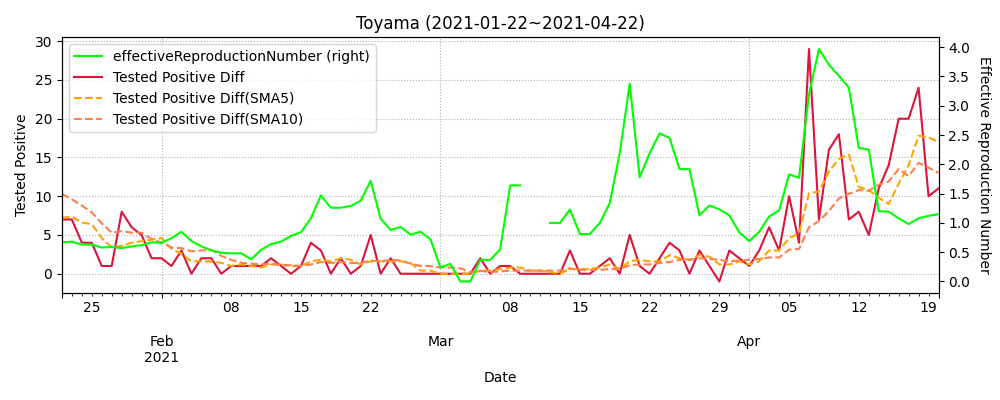 Toyama (2021-01-22~2021-04-22)
effectiveReproductionNumber (right)
Tested Positive Diff
Tested Positive Diff(SMA5)
Tested Positive Diff(SMA10)
Tested Positive
30
25
20
15
10
5
0
Effective Reproduction Number
4.0
3.5
3.0
2.5
2.0
1.5
1.0
0.5
0.0
25 08 15 22 08 15 22 29 05 12 19
Feb Mar Apr
2021
Date